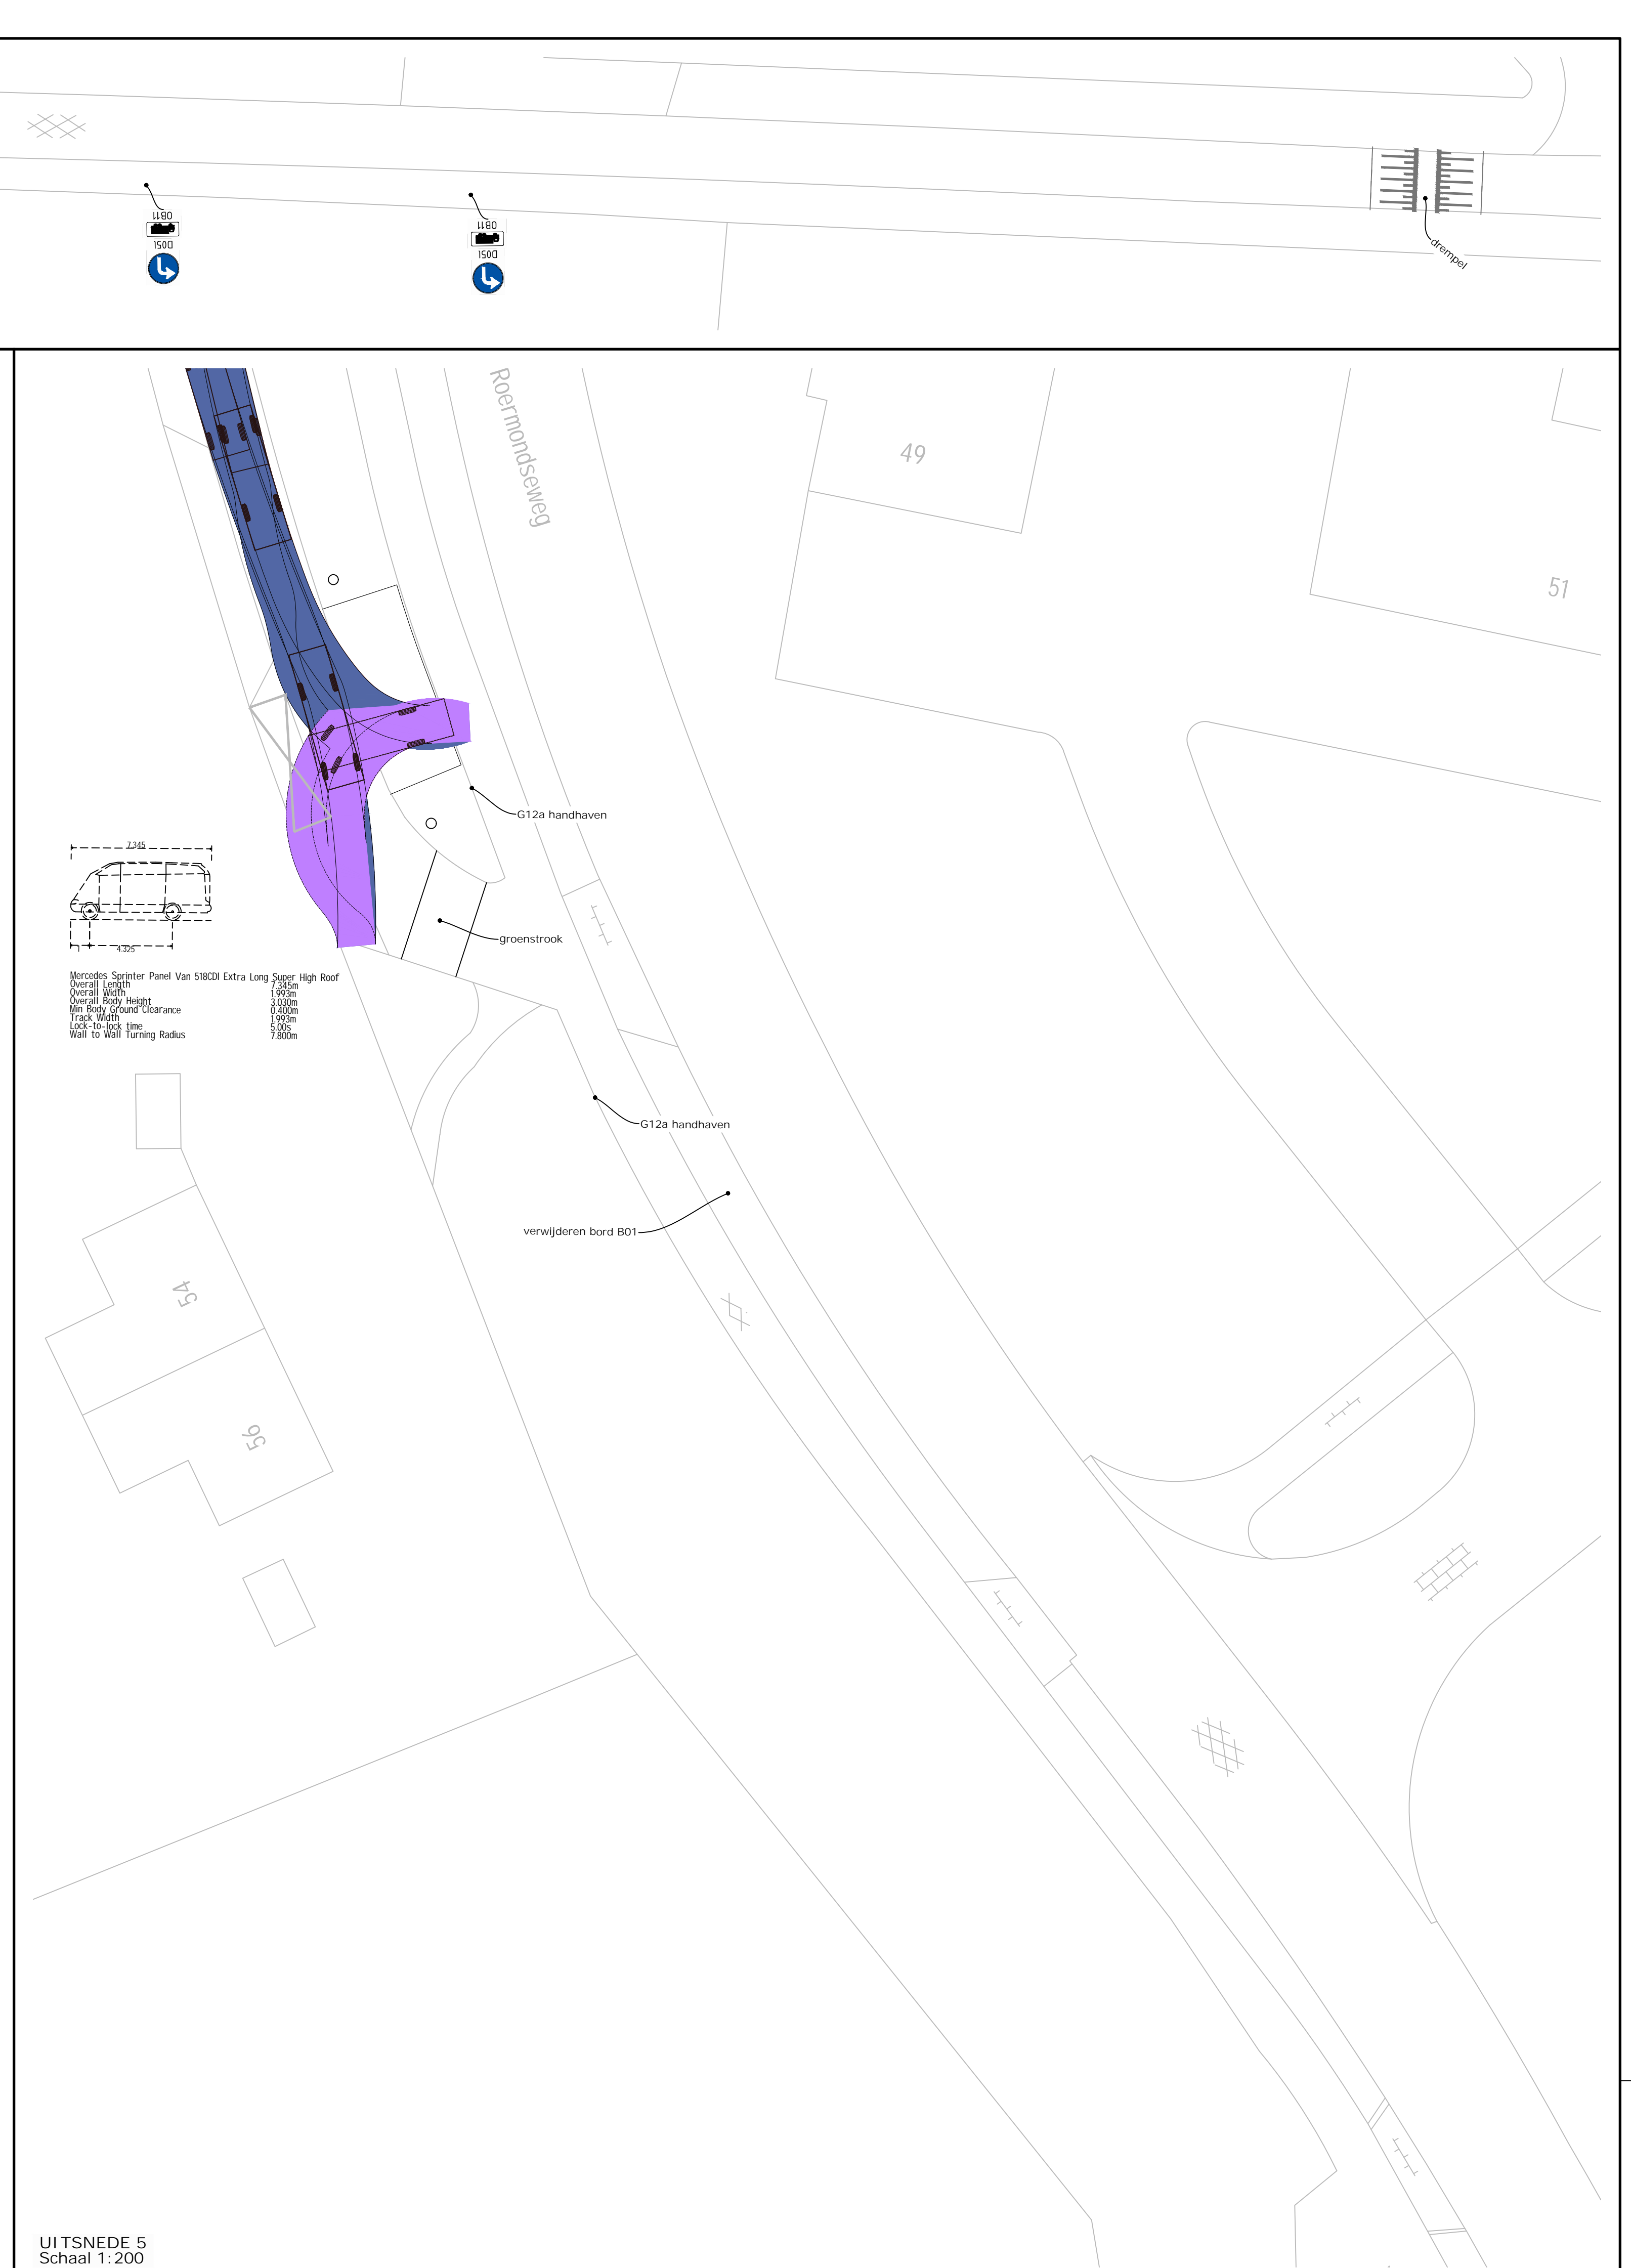 OB11
D051
OB11
D051
drempel
Roermondseweg
49
51
G12a handhaven
groenstrook
7.345
1
4.325
Mercedes Sprinter Panel Van 518CDI Extra Long Super High Roof
Overall Length 7.345m
Overall Width 1.993m
Overall Body Height 3.030m
Min Body Ground Clearance 0.400m
Track Width 1.993m
Lock-to-lock time 5.00s
Wall to Wall Turning Radius 7.800m
G12a handhaven
verwijderen bord B01
54
56
UITSNEDE 5
Schaal 1:200